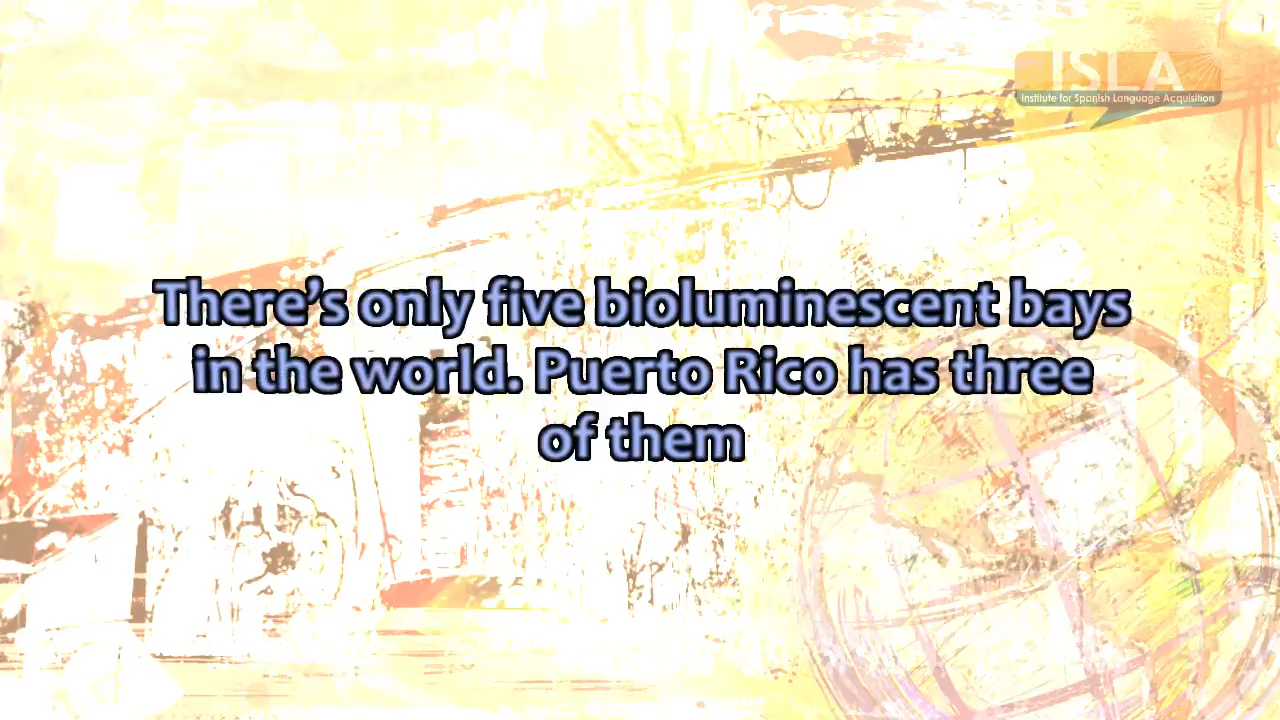 ISLA
Institute for Spanish Language Acquisition
There’s only five bioluminescent bays
in the world. Puerto Rico has three
of them